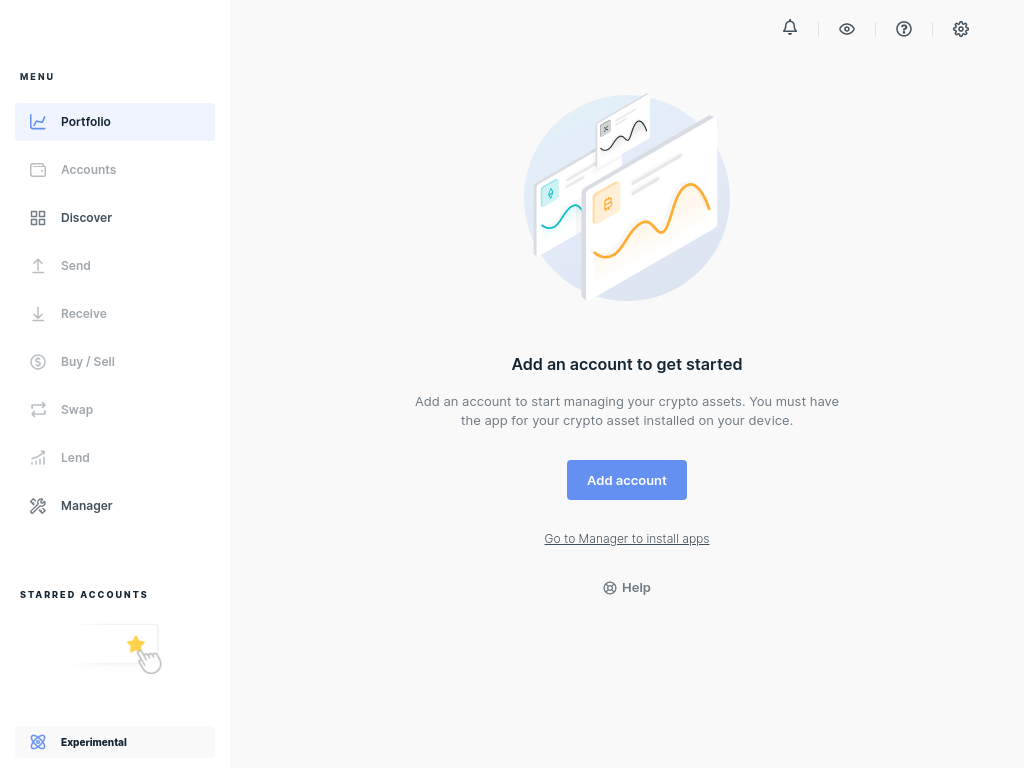 MENU
Portfolio
Accounts
Discover
Send
Receive
Buy / Sell
Swap
Lend
Manager
STARRED ACCOUNTS
Experimental
Add an account to get started
Add an account to start managing your crypto assets. You must have
the app for your crypto asset installed on your device.
Add account
Go to Manager to install apps
Help